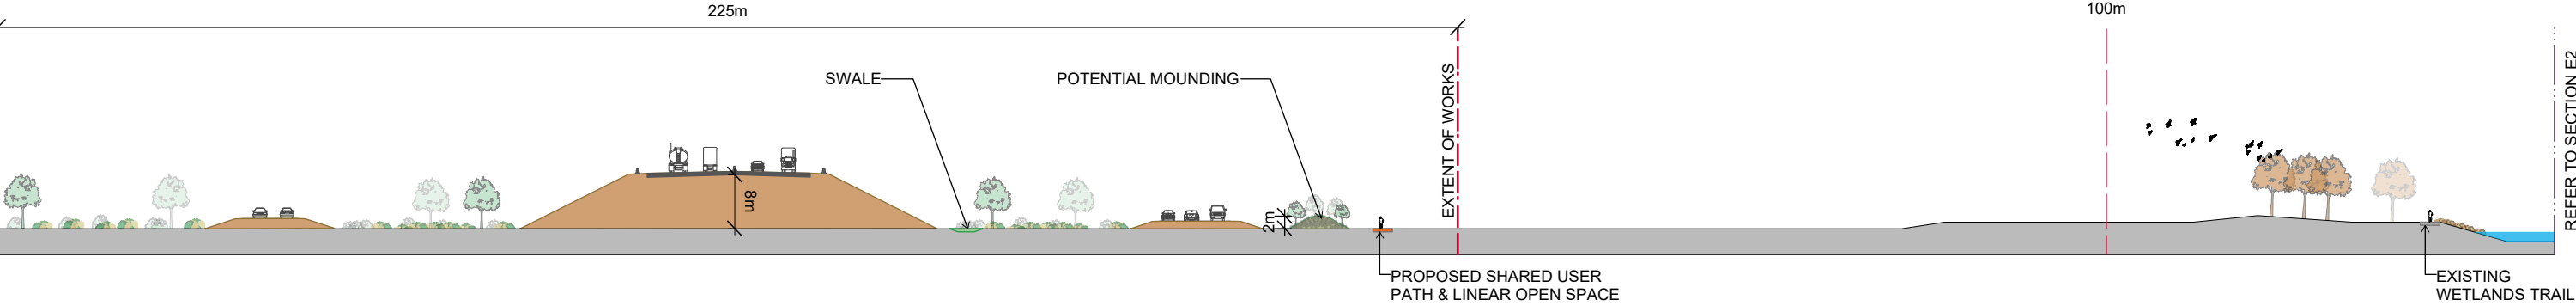 225m
100m
SWALE
POTENTIAL MOUNDING
EXTENT OF WORKS
REFER TO SECTION E2
8m
2m
PROPOSED SHARED USER
PATH & LINEAR OPEN SPACE
EXISTING
WETLANDS TRAIL